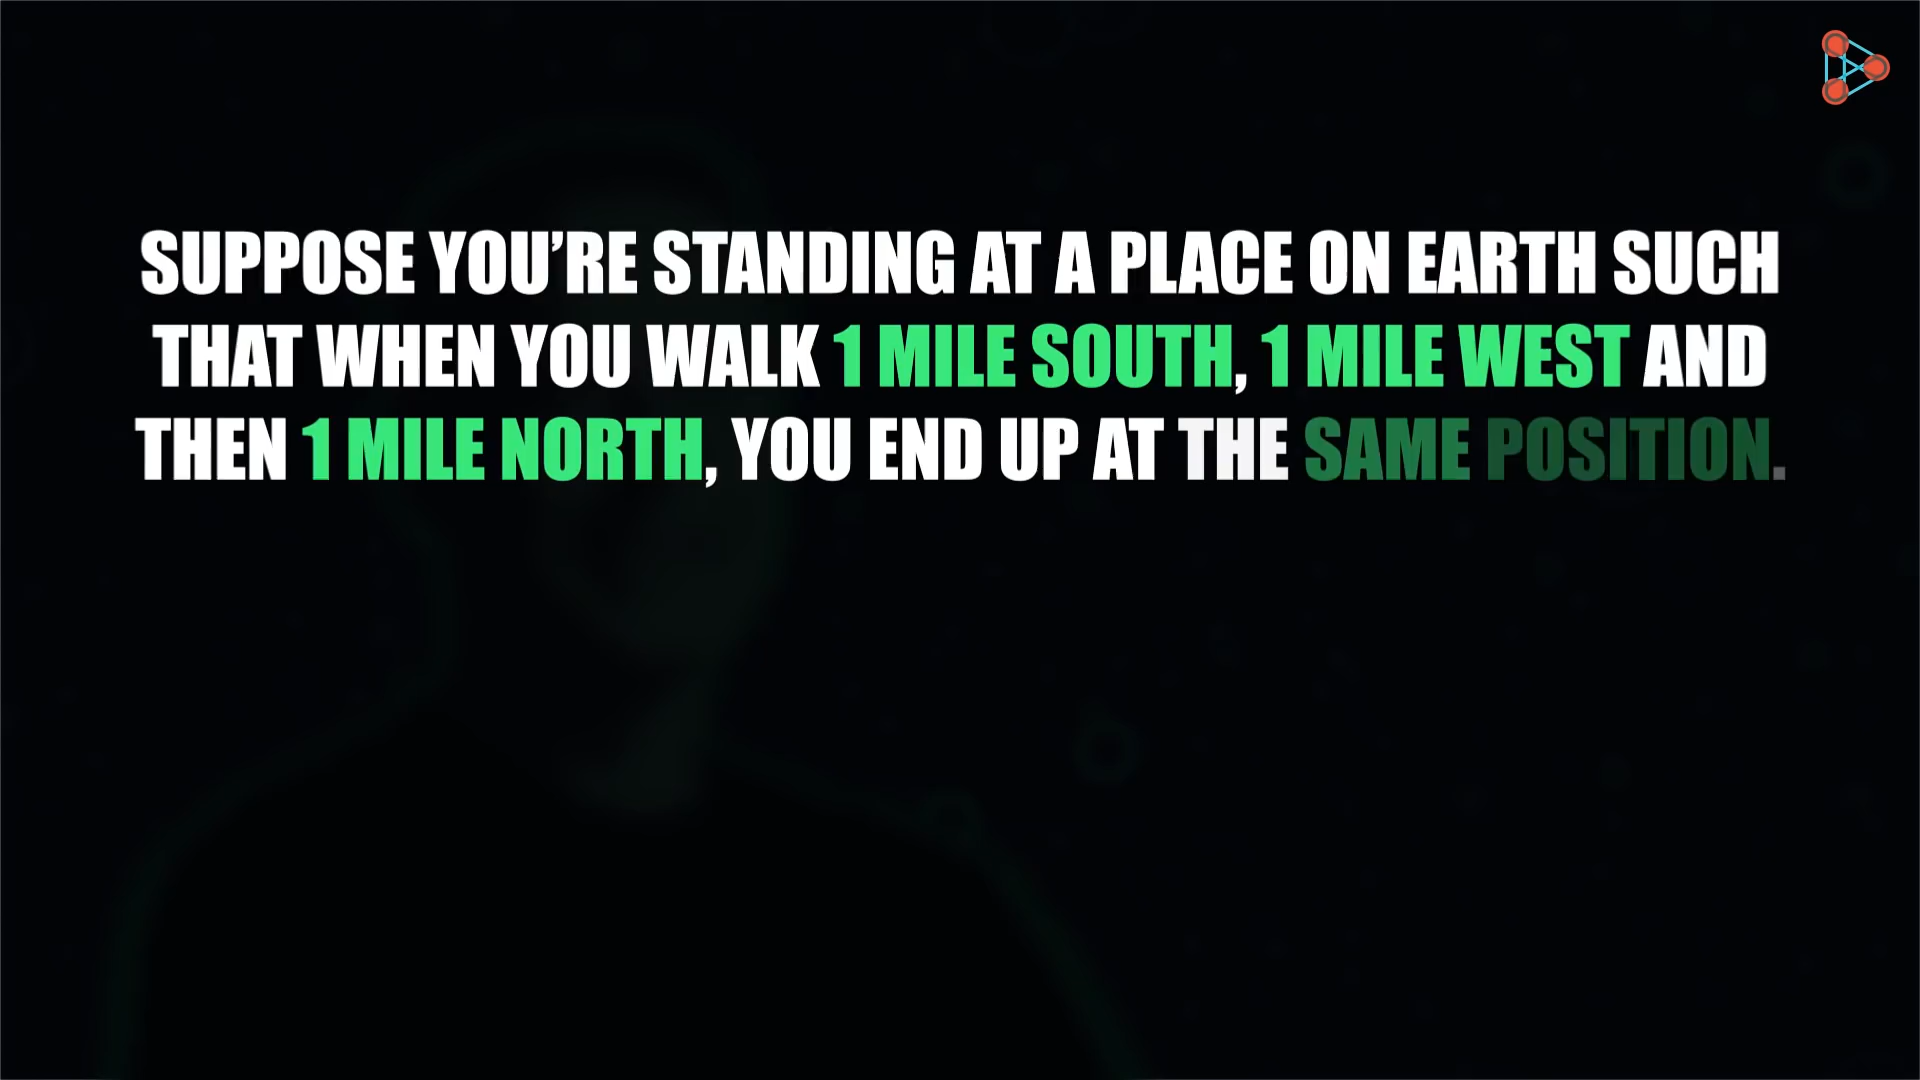 SUPPOSE YOU’RE STANDING AT A PLACE ON EARTH SUCH
THAT WHEN YOU WALK 1 MILE SOUTH, 1 MILE WEST AND
THEN 1 MILE NORTH, YOU END UP AT THE SAME POSITION.